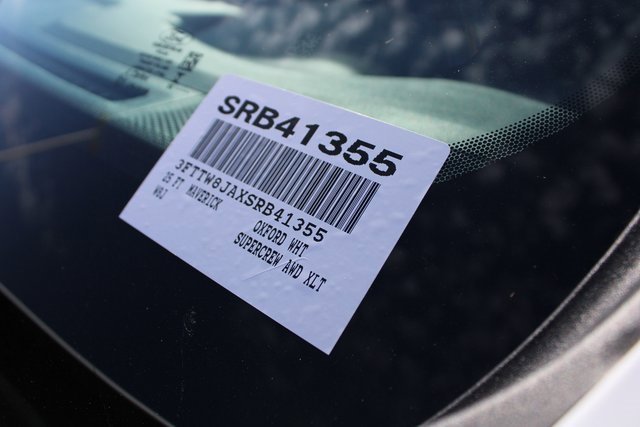 SRB41355
3FTTW8JAXSRB41355
25 FT MAVERICK OXFORD WHT
W8J SUPERCREW AWD XLT